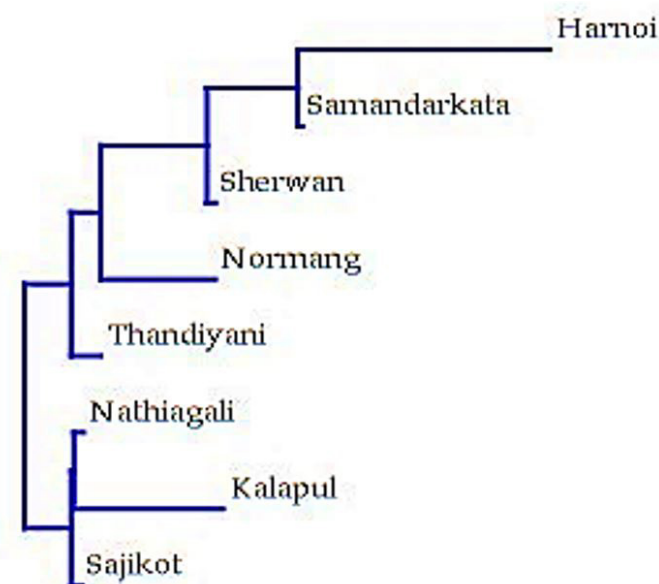 Harnoi
Samandarkata
Sherwan
Normang
Thandiyani
Nathiagali
Kalapul
Sajikot